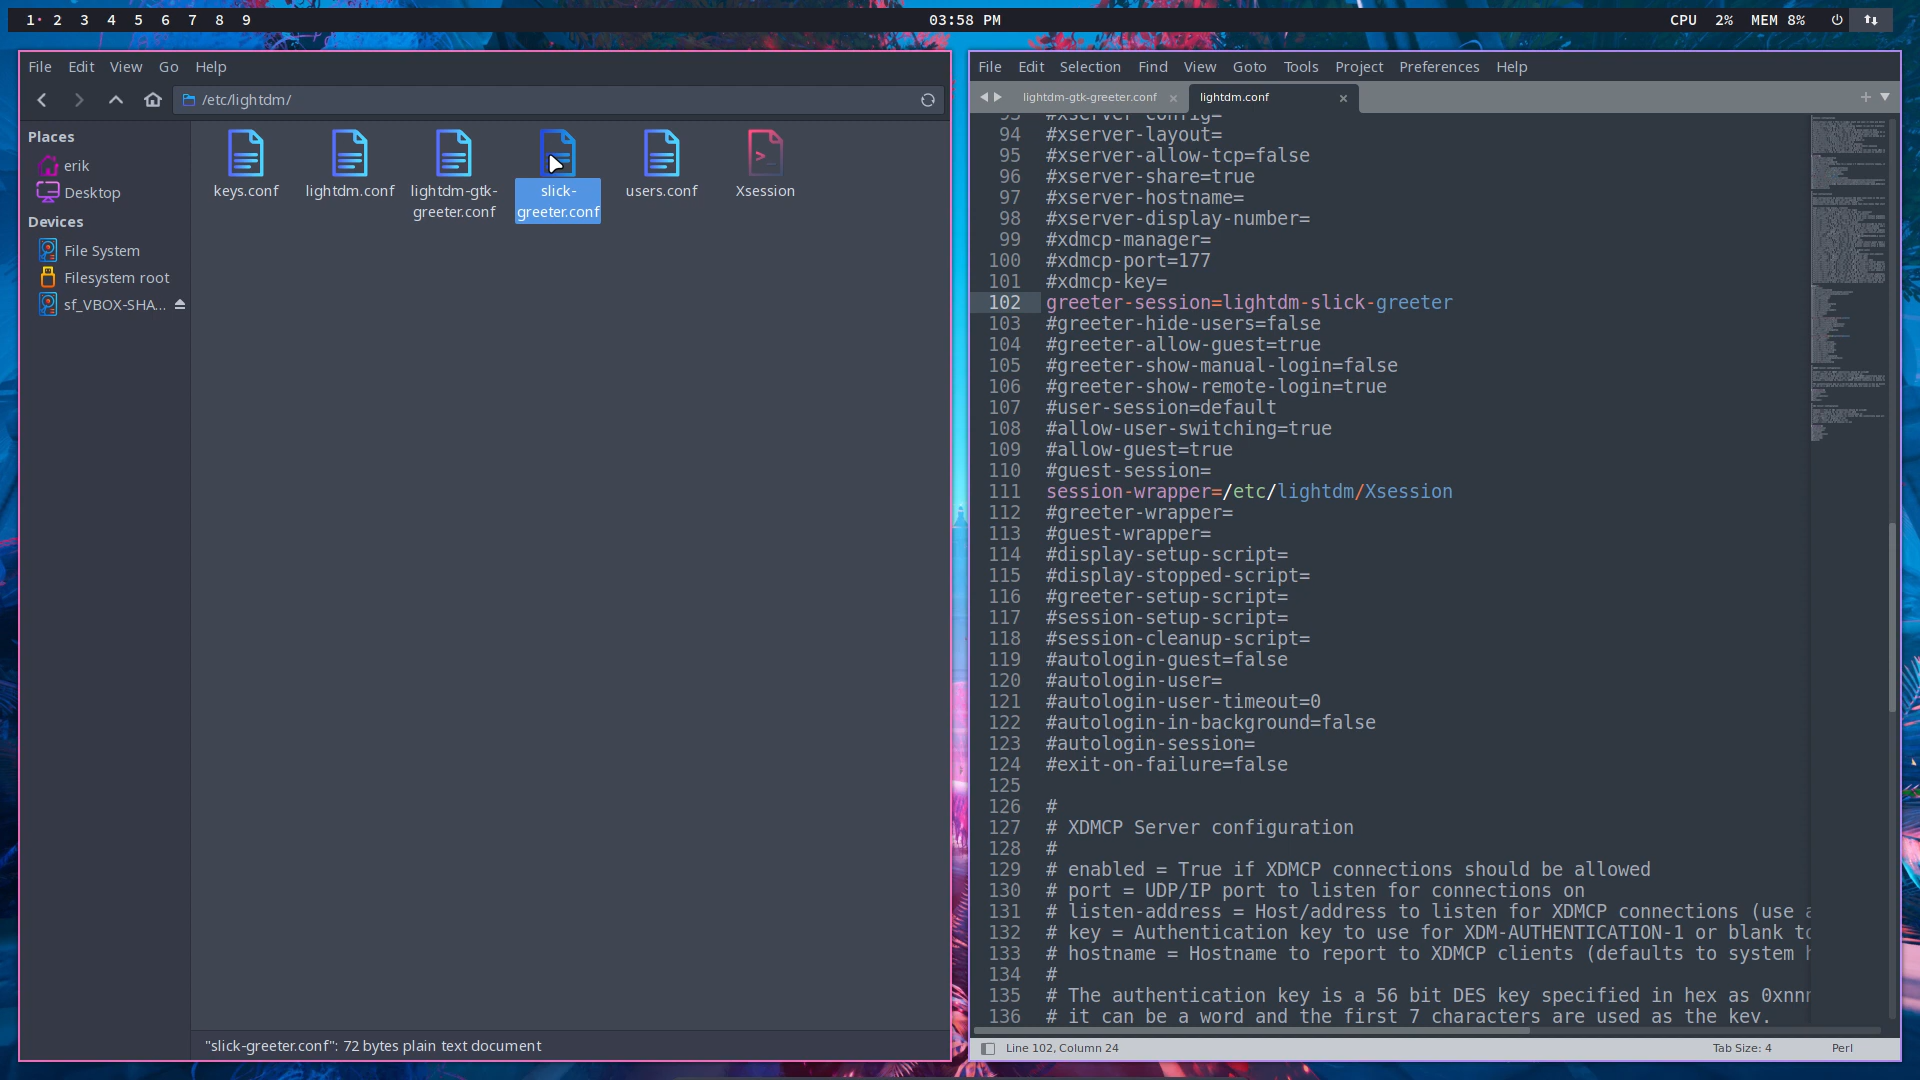 1 2 3 4 5 6 7 8 9
03:58 PM
CPU 2% MEM 8%
File Edit View Go Help
/etc/lightdm/
Places
erik
Desktop
Devices
File System
Filesystem root
sf_VBOX-SHA...
keys.conf
lightdm.conf
lightdm-gtk-
greeter.conf
slick-
greeter.conf
users.conf
Xsession
"slick-greeter.conf": 72 bytes plain text document
File Edit Selection Find View Goto Tools Project Preferences Help
lightdm-gtk-greeter.conf
lightdm.conf
93 #xserver-config=
94 #xserver-layout=
95 #xserver-allow-tcp=false
96 #xserver-share=true
97 #xserver-hostname=
98 #xserver-display-number=
99 #xdmcp-manager=
100 #xdmcp-port=177
101 #xdmcp-key=
102 greeter-session=lightdm-slick-greeter
103 #greeter-hide-users=false
104 #greeter-allow-guest=true
105 #greeter-show-manual-login=false
106 #greeter-show-remote-login=true
107 #user-session=default
108 #allow-user-switching=true
109 #allow-guest=true
110 #guest-session=
111 session-wrapper=/etc/lightdm/Xsession
112 #greeter-wrapper=
113 #guest-wrapper=
114 #display-setup-script=
115 #display-stopped-script=
116 #greeter-setup-script=
117 #session-setup-script=
118 #session-cleanup-script=
119 #autologin-guest=false
120 #autologin-user=
121 #autologin-user-timeout=0
122 #autologin-in-background=false
123 #autologin-session=
124 #exit-on-failure=false
125
126 #
127 # XDMCP Server configuration
128 #
129 # enabled = True if XDMCP connections should be allowed
130 # port = UDP/IP port to listen for connections on
131 # listen-address = Host/address to listen for XDMCP connections (use a
132 # key = Authentication key to use for XDM-AUTHENTICATION-1 or blank to
133 # hostname = Hostname to report to XDMCP clients (defaults to system h
134 #
135 # The authentication key is a 56 bit DES key specified in hex as 0xnnn
136 # it can be a word and the first 7 characters are used as the key.
Line 102, Column 24
Tab Size: 4
Perl